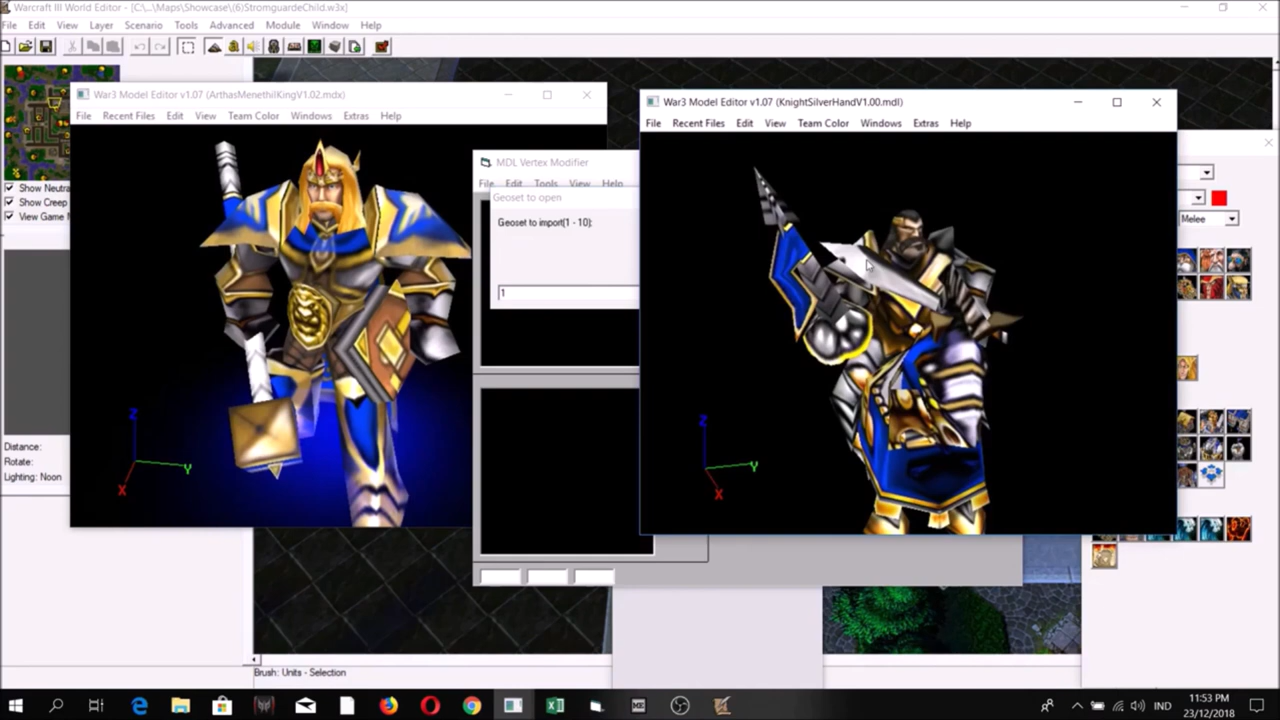 Warcraft III World Editor - [C:\...\Maps\Showcase\(6)StromguardeChild.w3x]
File Edit View Layer Scenario Tools Advanced Module Window Help
War3 Model Editor v1.07 (ArthasMenethilKingV1.02.mdx)
File Recent Files Edit View Team Color Windows Extras Help
War3 Model Editor v1.07 (KnightSilverHandV1.00.mdl)
File Recent Files Edit View Team Color Windows Extras Help
MDL Vertex Modifier
File Edit Tools View Help
Geoset to open
Geoset to import(1 - 10):
1
Show Neutra
Show Creep
View Game
Melee
Z
Y
X
Z
Y
X
Distance:
Rotate:
Lighting: Noon
Brush: Units - Selection
IND
11:53 PM
23/12/2018